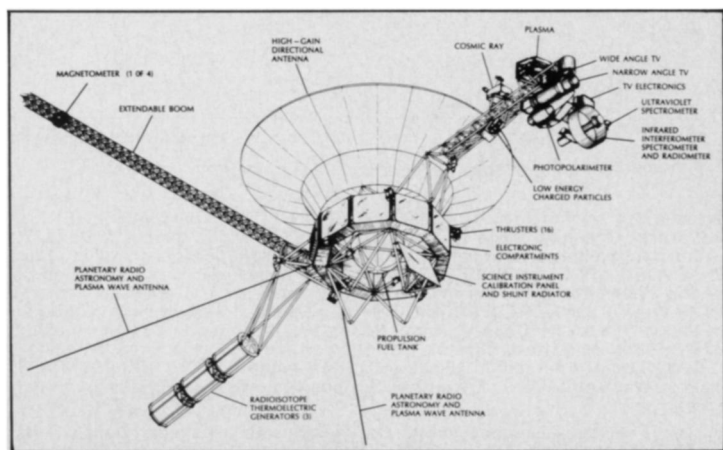 HIGH-GAIN
DIRECTIONAL
ANTENNA
COSMIC RAY
PLASMA
WIDE ANGLE TV
NARROW ANGLE TV
TV ELECTRONICS
ULTRAVIOLET
SPECTROMETER
INFRARED
INTERFEROMETER
SPECTROMETER
AND RADIOMETER
PHOTOPOLARIMETER
LOW ENERGY
CHARGED PARTICLES
MAGNETOMETER (1 OF 4)
EXTENDABLE BOOM
THRUSTERS (16)
ELECTRONIC
COMPARTMENTS
SCIENCE INSTRUMENT
CALIBRATION PANEL
AND SHUNT RADIATOR
PROPULSION
FUEL TANK
PLANETARY RADIO
ASTRONOMY AND
PLASMA WAVE ANTENNA
RADIOISOTOPE
THERMOELECTRIC
GENERATORS (3)
PLANETARY RADIO
ASTRONOMY AND
PLASMA WAVE ANTENNA